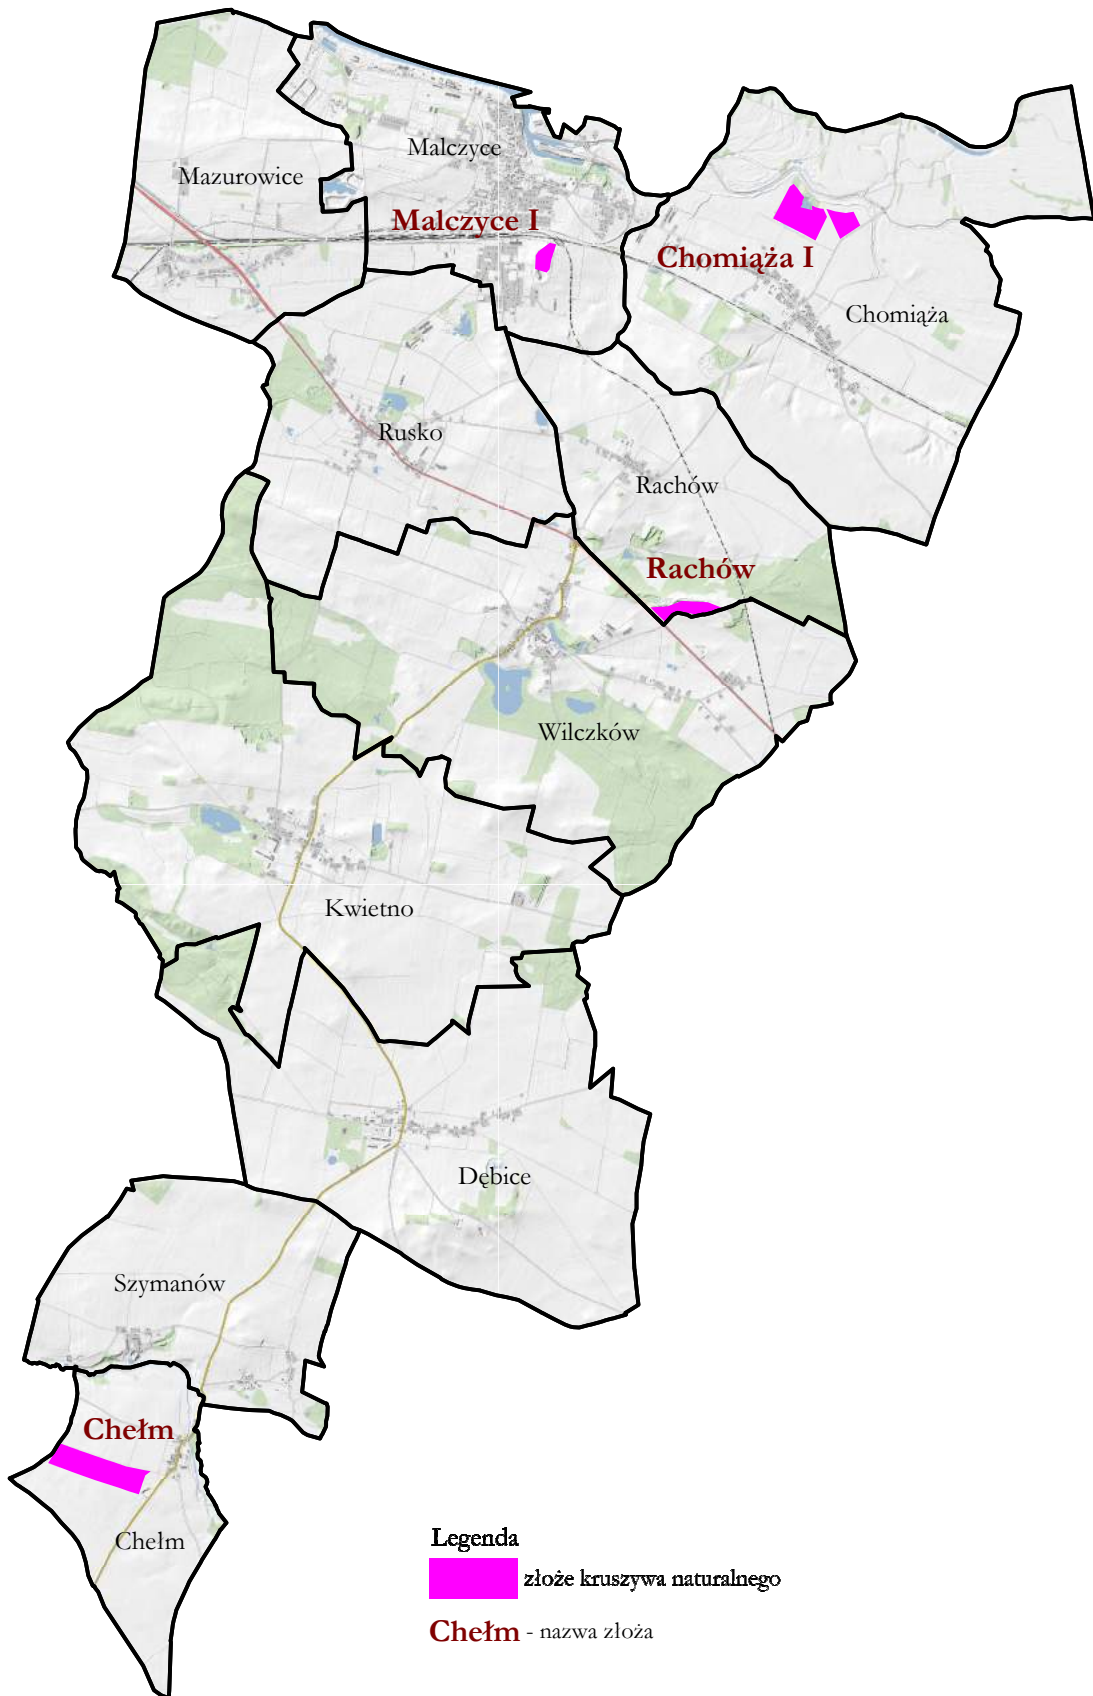 Malczyce
Mazurowice
Malczyce I
Chomiąża I
Chomiąża
Rusko
Rachów
Rachów
Wilczków
Kwietno
Dębice
Szymanów
Chełm
Chełm
Legenda
złoże kruszywa naturalnego
Chełm - nazwa złoża